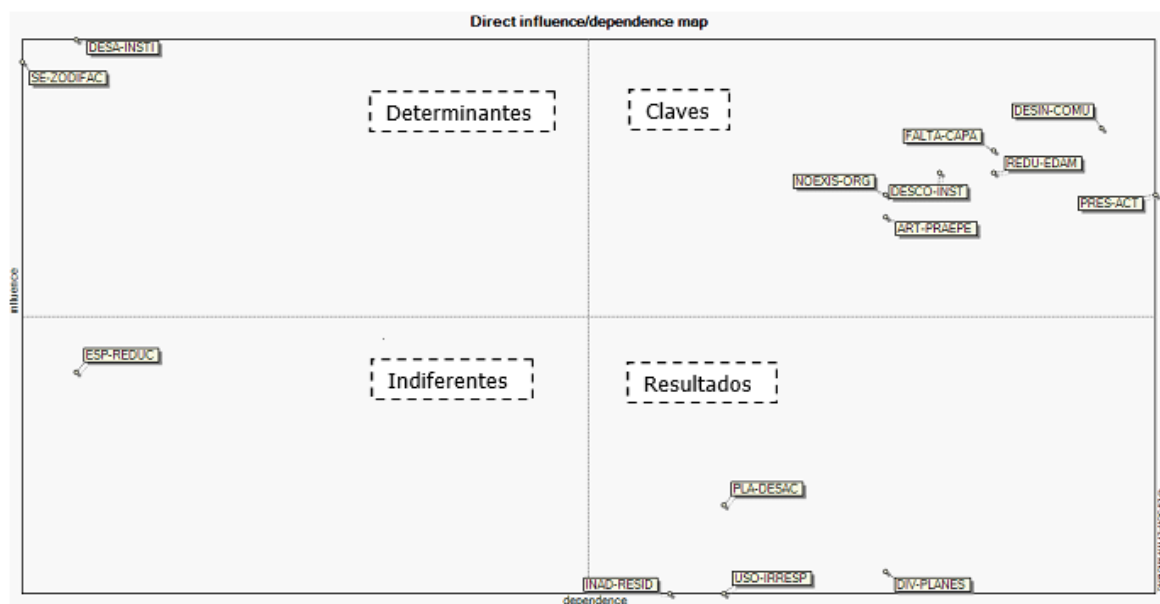 Direct influence/dependence map
DESA-INSTI
SE-ZODIFAC
Determinantes
Claves
DESIN-COMU
FALTA-CAPA
REDU-EDAM
NOEXIS-ORG
DESCO-INST
PRES-ACT
ART-PRAEPE
influence
ESP-REDUC
Indiferentes
Resultados
PLA-DESAC
INAD-RESID
USO-IRRESP
DIV-PLANES
dependence